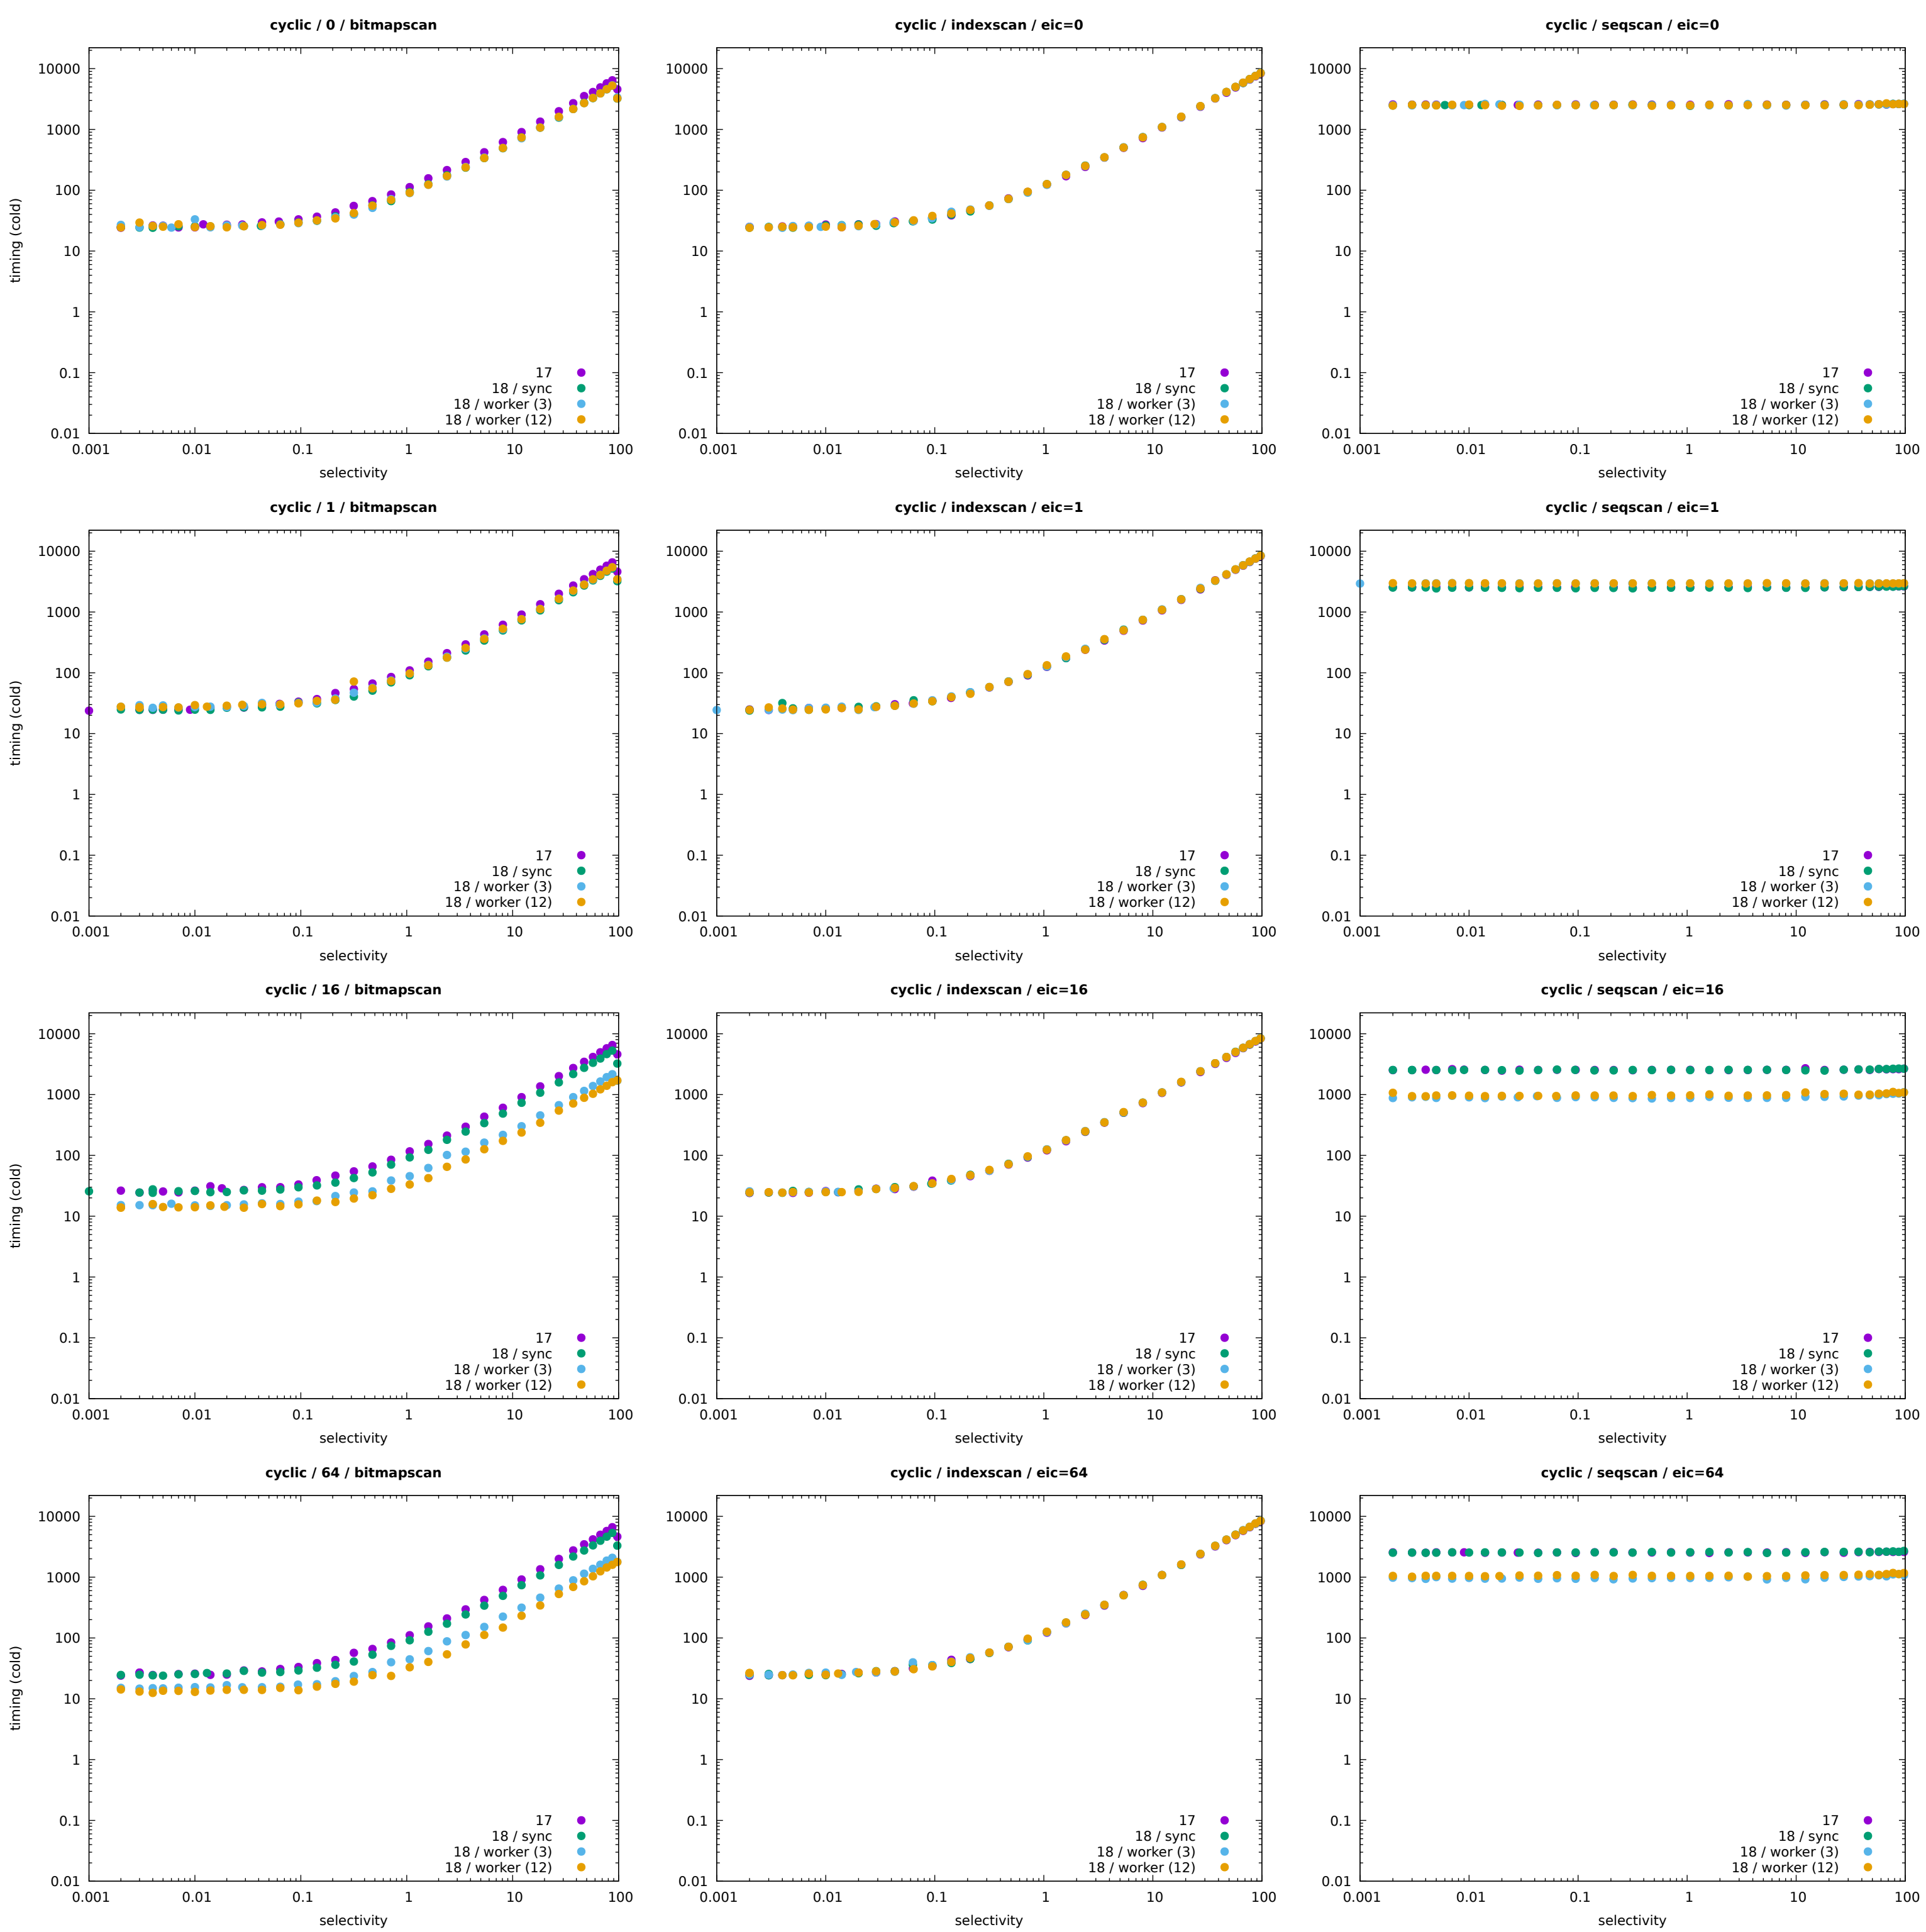 cyclic / 0 / bitmapscan
timing (cold)
10000
1000
100
10
1
0.1
0.01
17
18 / sync
18 / worker (3)
18 / worker (12)
0.001 0.01 0.1 1 10 100
selectivity
cyclic / indexscan / eic=0
10000
1000
100
10
1
0.1
0.01
17
18 / sync
18 / worker (3)
18 / worker (12)
0.001 0.01 0.1 1 10 100
selectivity
cyclic / seqscan / eic=0
10000
1000
100
10
1
0.1
0.01
17
18 / sync
18 / worker (3)
18 / worker (12)
0.001 0.01 0.1 1 10 100
selectivity
cyclic / 1 / bitmapscan
timing (cold)
10000
1000
100
10
1
0.1
0.01
17
18 / sync
18 / worker (3)
18 / worker (12)
0.001 0.01 0.1 1 10 100
selectivity
cyclic / indexscan / eic=1
10000
1000
100
10
1
0.1
0.01
17
18 / sync
18 / worker (3)
18 / worker (12)
0.001 0.01 0.1 1 10 100
selectivity
cyclic / seqscan / eic=1
10000
1000
100
10
1
0.1
0.01
17
18 / sync
18 / worker (3)
18 / worker (12)
0.001 0.01 0.1 1 10 100
selectivity
cyclic / 16 / bitmapscan
timing (cold)
10000
1000
100
10
1
0.1
0.01
17
18 / sync
18 / worker (3)
18 / worker (12)
0.001 0.01 0.1 1 10 100
selectivity
cyclic / indexscan / eic=16
10000
1000
100
10
1
0.1
0.01
17
18 / sync
18 / worker (3)
18 / worker (12)
0.001 0.01 0.1 1 10 100
selectivity
cyclic / seqscan / eic=16
10000
1000
100
10
1
0.1
0.01
17
18 / sync
18 / worker (3)
18 / worker (12)
0.001 0.01 0.1 1 10 100
selectivity
cyclic / 64 / bitmapscan
timing (cold)
10000
1000
100
10
1
0.1
0.01
17
18 / sync
18 / worker (3)
18 / worker (12)
0.001 0.01 0.1 1 10 100
selectivity
cyclic / indexscan / eic=64
10000
1000
100
10
1
0.1
0.01
17
18 / sync
18 / worker (3)
18 / worker (12)
0.001 0.01 0.1 1 10 100
selectivity
cyclic / seqscan / eic=64
10000
1000
100
10
1
0.1
0.01
17
18 / sync
18 / worker (3)
18 / worker (12)
0.001 0.01 0.1 1 10 100
selectivity